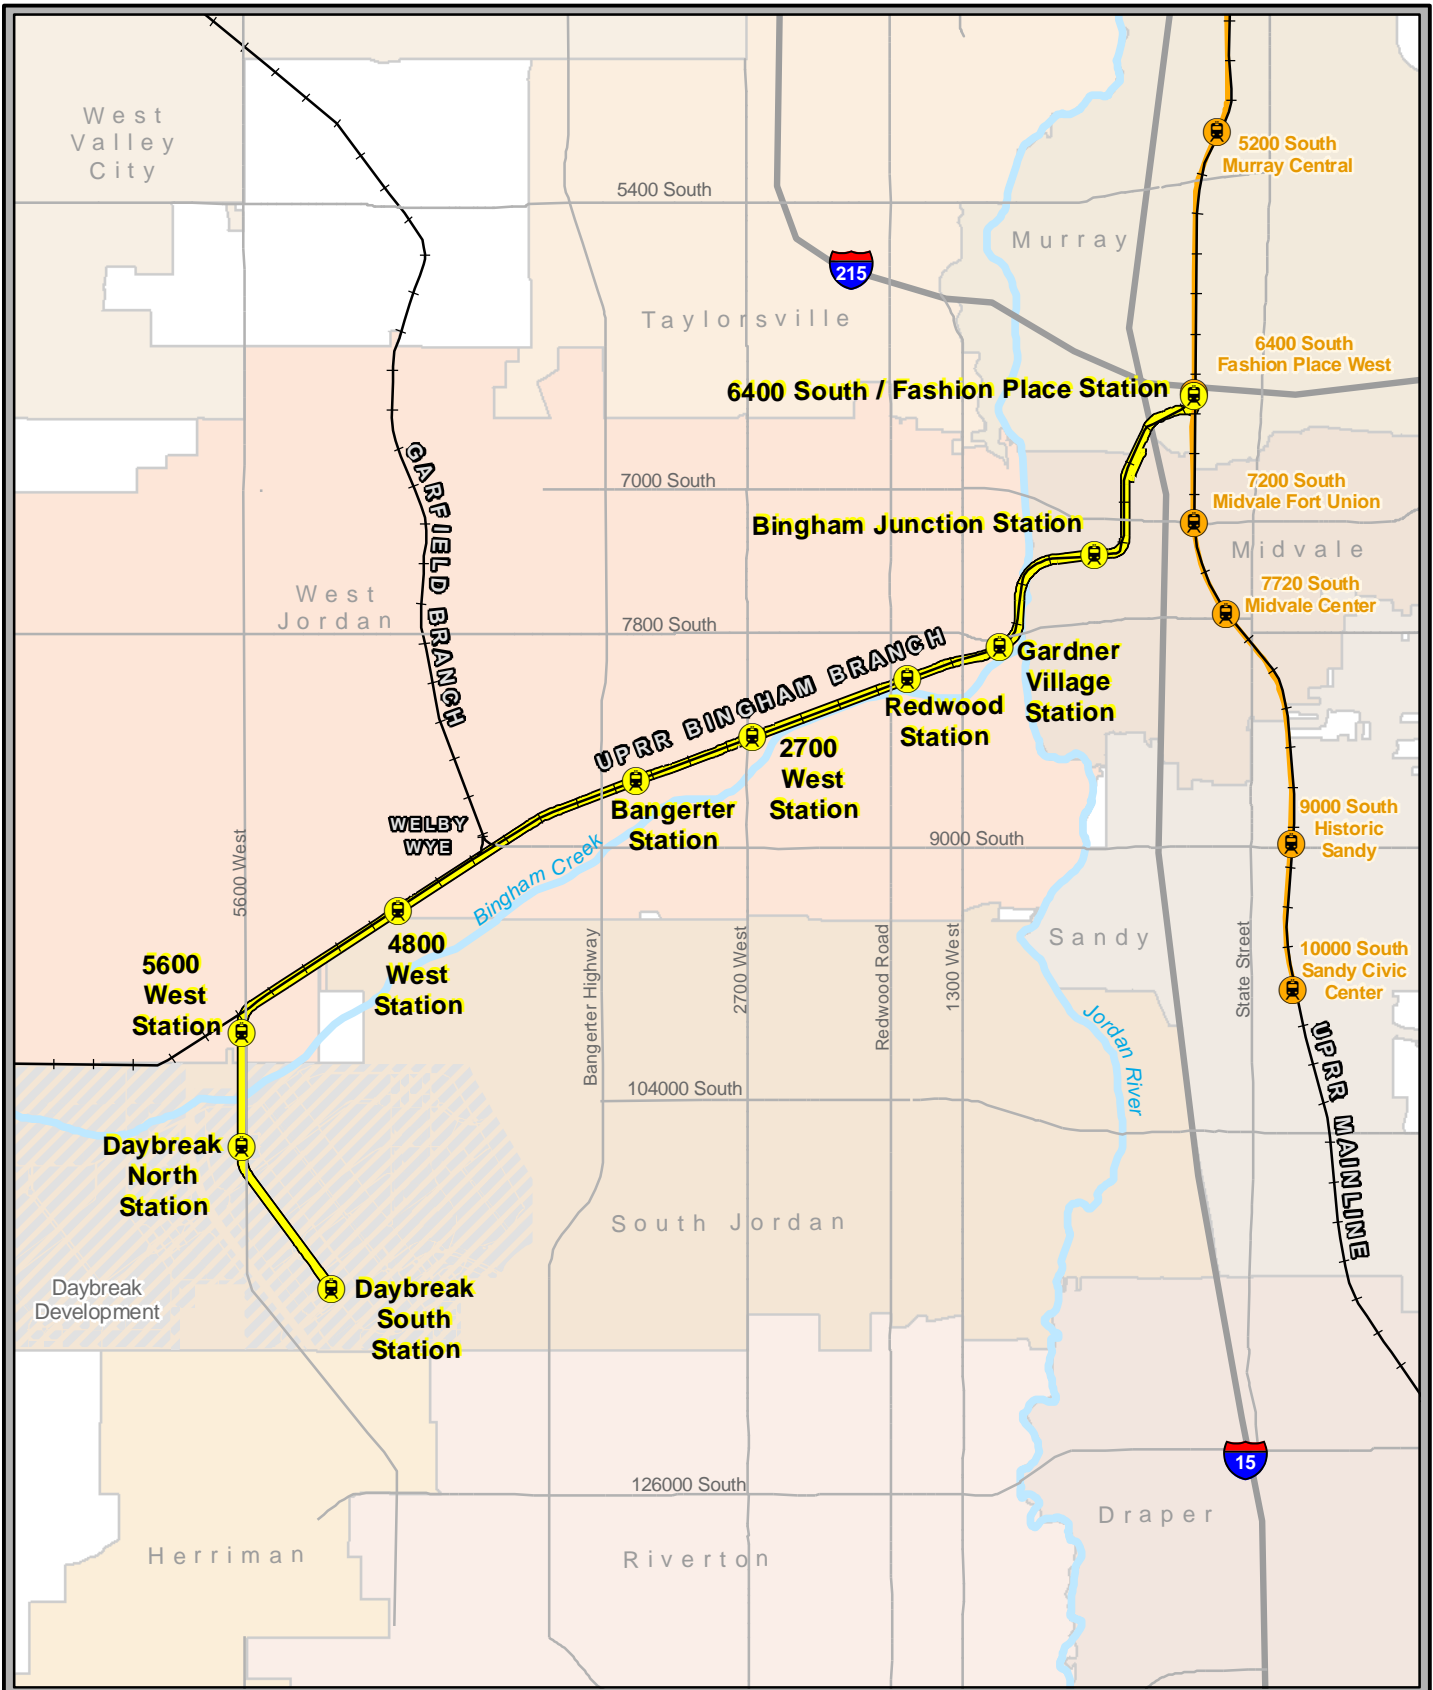 West
Valley
City
5200 South
Murray Central
5400 South
Murray
215
Taylorsville
6400 South
Fashion Place West
6400 South / Fashion Place Station
GARFIELD BRANCH
7000 South
7200 South
Midvale Fort Union
Bingham Junction Station
Midvale
West
Jordan
7720 South
Midvale Center
7800 South
UPRR BINGHAM BRANCH
Gardner
Village
Station
Redwood
Station
2700
West
Station
Bangerter
Station
WELBY
WYE
9000 South
9000 South
Historic
Sandy
5600 West
Bingham Creek
4800
West
Station
5600
West
Station
Bangerter Highway
2700 West
Redwood Road
1300 West
Sandy
State Street
10000 South
Sandy Civic
Center
Jordan River
UPRR MAINLINE
104000 South
Daybreak
North
Station
South Jordan
Daybreak
Development
Daybreak
South
Station
15
126000 South
Draper
Herriman
Riverton